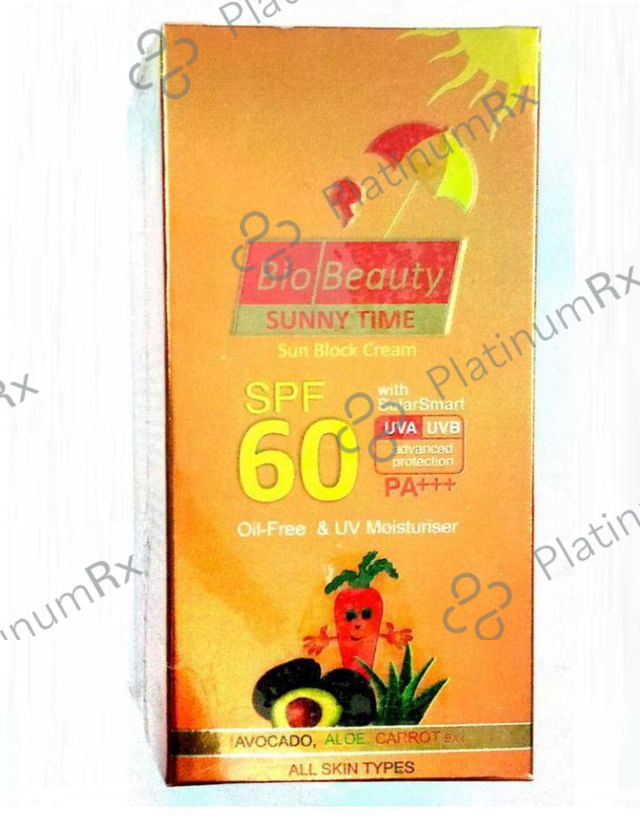 PlatinumRx
PlatinumRx
Bio Beauty
SUNNY TIME
Sun Block Cream
PlatinumRx
SPF
60
with
SolarSmart
UVA UVB
advanced
protection
PA+++
Oil-Free & UV Moisturiser
PlatinumRx
AVOCADO, ALOE, CARROT
ALL SKIN TYPES